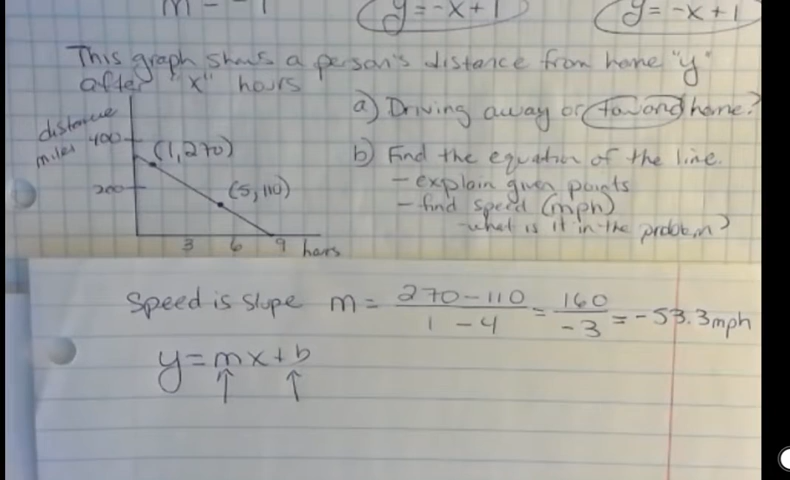 m = -1
y=-x+1
y=-x+1
This graph shows a person's distance from home "y"
after "x" hours
distance
miles
400
200
(1,270)
(5,110)
3 6 9 hours
a) Driving away or toward home?
b) Find the equation of the line.
- explain given points
- find speed (mph)
- what is it in the problem?
Speed is slope m = 270-110 / 1-4 = 160 / -3 = -53.3mph
y=mx+b
↑ ↑